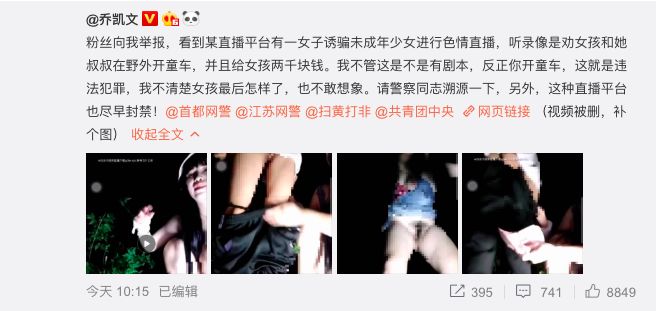 @乔凯文
粉丝向我举报，看到某直播平台有一女子诱骗未成年少女进行色情直播，听录像是劝女孩和她
叔叔在野外开童车，并且给女孩两千块钱。我不管这是不是有剧本，反正你开童车，这就是违
法犯罪，我不清楚女孩最后怎样了，也不敢想象。请警察同志溯源一下，另外，这种直播平台
也尽早封禁！@首都网警 @江苏网警 @扫黄打非 @共青团中央 网页链接 （视频被删，补
个图） 收起全文
今天 10:15 已编辑
395 741 8849